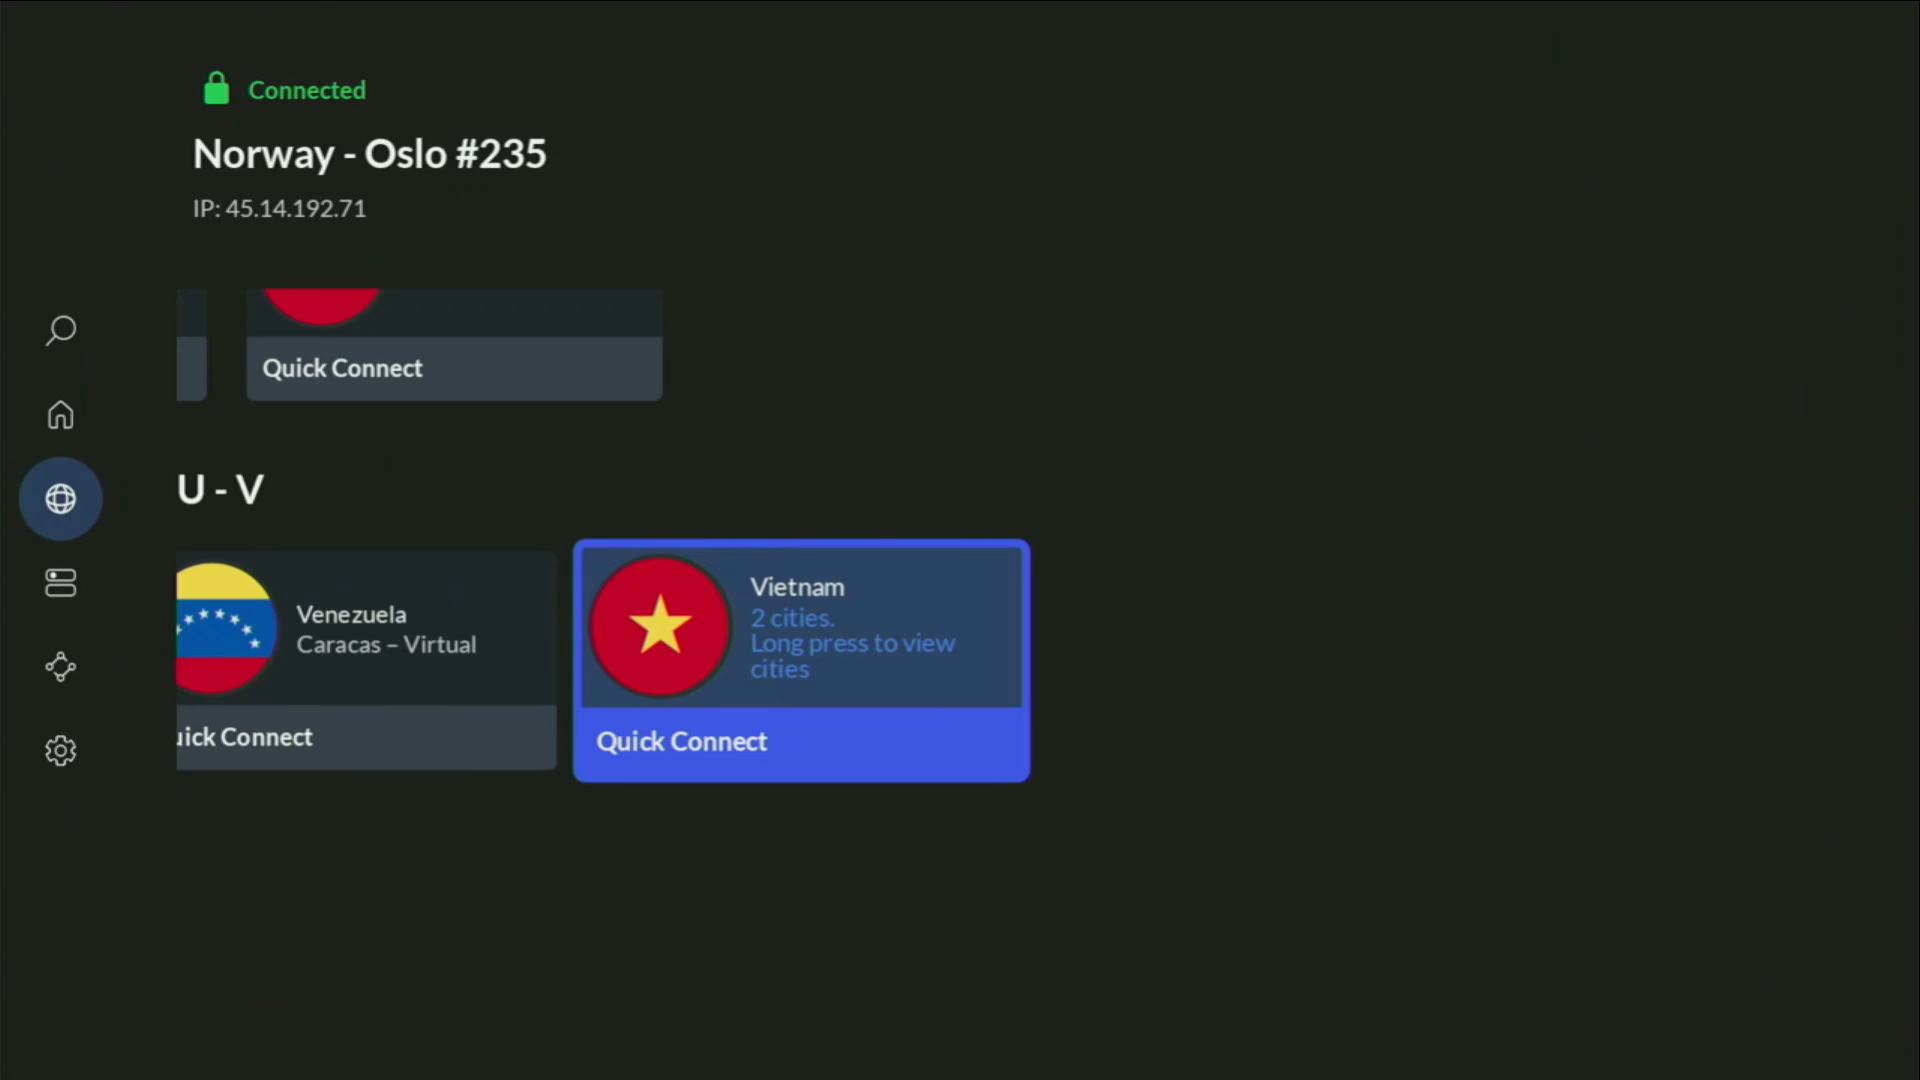 Connected
Norway - Oslo #235
IP: 45.14.192.71
Quick Connect
U - V
Venezuela
Caracas – Virtual
Connect
Vietnam
2 cities.
Long press to view
cities
Quick Connect